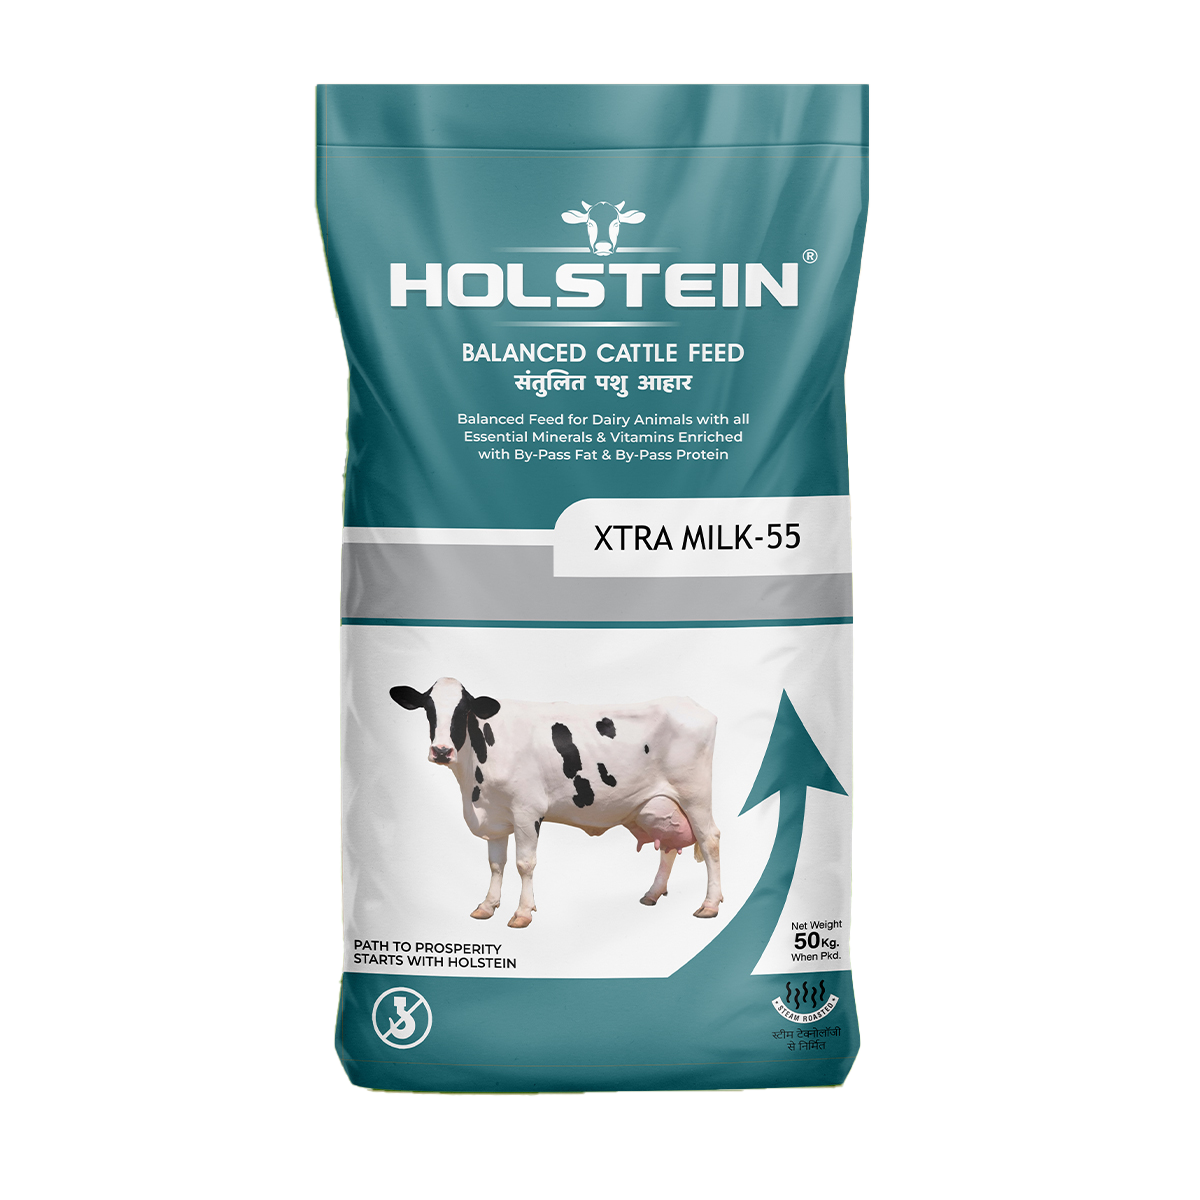 HOLSTEIN®
BALANCED CATTLE FEED
संतुलित पशु आहार
Balanced Feed for Dairy Animals with all
Essential Minerals & Vitamins Enriched
with By-Pass Fat & By-Pass Protein
XTRA MILK-55
Net Weight
50Kg.
When Pkd.
PATH TO PROSPERITY
STARTS WITH HOLSTEIN
• STEAM ROASTED •
स्टीम टेक्नोलॉजी
से निर्मित